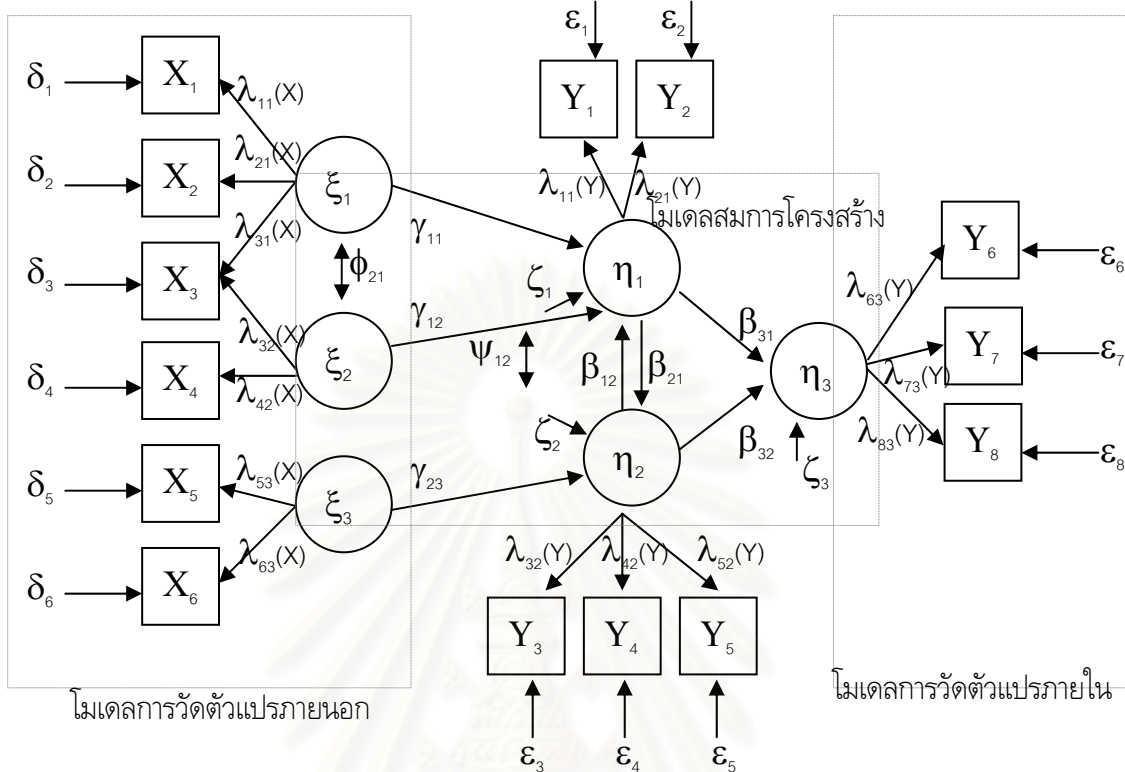 ε₁
ε₂
δ₁
X₁
Y₁
Y₂
λ₁₁(X)
δ₂
X₂
λ₂₁(X)
ξ₁
λ₁₁(Y)
λ₂₁(Y)
โมเดลสมการโครงสร้าง
λ₃₁(X)
γ₁₁
δ₃
X₃
ϕ₂₁
ζ₁
η₁
Y₆
ε₆
λ₆₃(Y)
γ₁₂
λ₃₂(X)
ψ₁₂
β₁₂
β₂₁
β₃₁
δ₄
X₄
λ₄₂(X)
ξ₂
η₃
Y₇
ε₇
λ₇₃(Y)
ζ₂
η₂
β₃₂
ζ₃
λ₈₃(Y)
Y₈
ε₈
δ₅
X₅
λ₅₃(X)
ξ₃
γ₂₃
λ₆₃(X)
λ₃₂(Y)
λ₄₂(Y)
λ₅₂(Y)
δ₆
X₆
Y₃
Y₄
Y₅
โมเดลการวัดตัวแปรภายนอก
โมเดลการวัดตัวแปรภายใน
ε₃
ε₄
ε₅